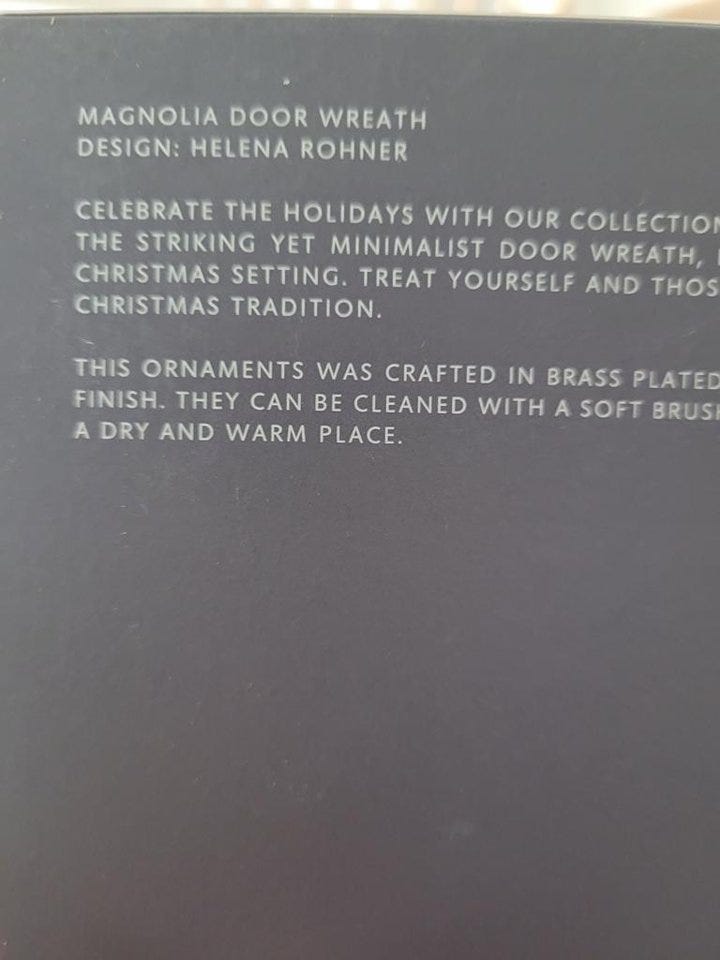 MAGNOLIA DOOR WREATH
DESIGN: HELENA ROHNER
CELEBRATE THE HOLIDAYS WITH OUR COLLECTION
THE STRIKING YET MINIMALIST DOOR WREATH,
CHRISTMAS SETTING. TREAT YOURSELF AND THOS
CHRISTMAS TRADITION.
THIS ORNAMENTS WAS CRAFTED IN BRASS PLATED
FINISH. THEY CAN BE CLEANED WITH A SOFT BRUSH
A DRY AND WARM PLACE.